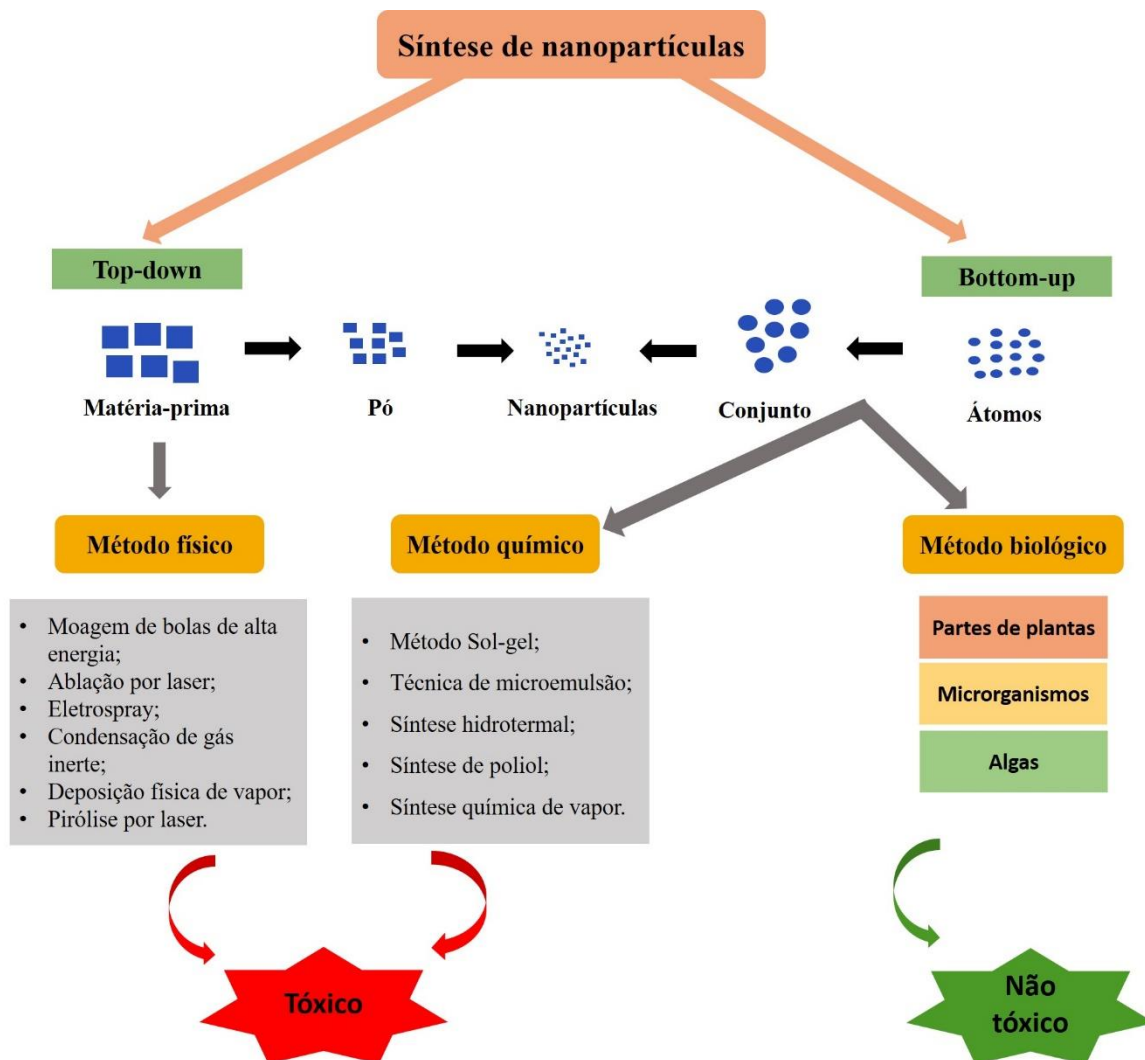 Síntese de nanopartículas
Top-down
Bottom-up
Matéria-prima
Pó
Nanopartículas
Conjunto
Átomos
Método físico
Método químico
Método biológico
• Moagem de bolas de alta
energia;
• Ablação por laser;
• Eletrospray;
• Condensação de gás
inerte;
• Deposição física de vapor;
• Pirólise por laser.
• Método Sol-gel;
• Técnica de microemulsão;
• Síntese hidrotermal;
• Síntese de poliol;
• Síntese química de vapor.
Partes de plantas
Microrganismos
Algas
Tóxico
Não
tóxico